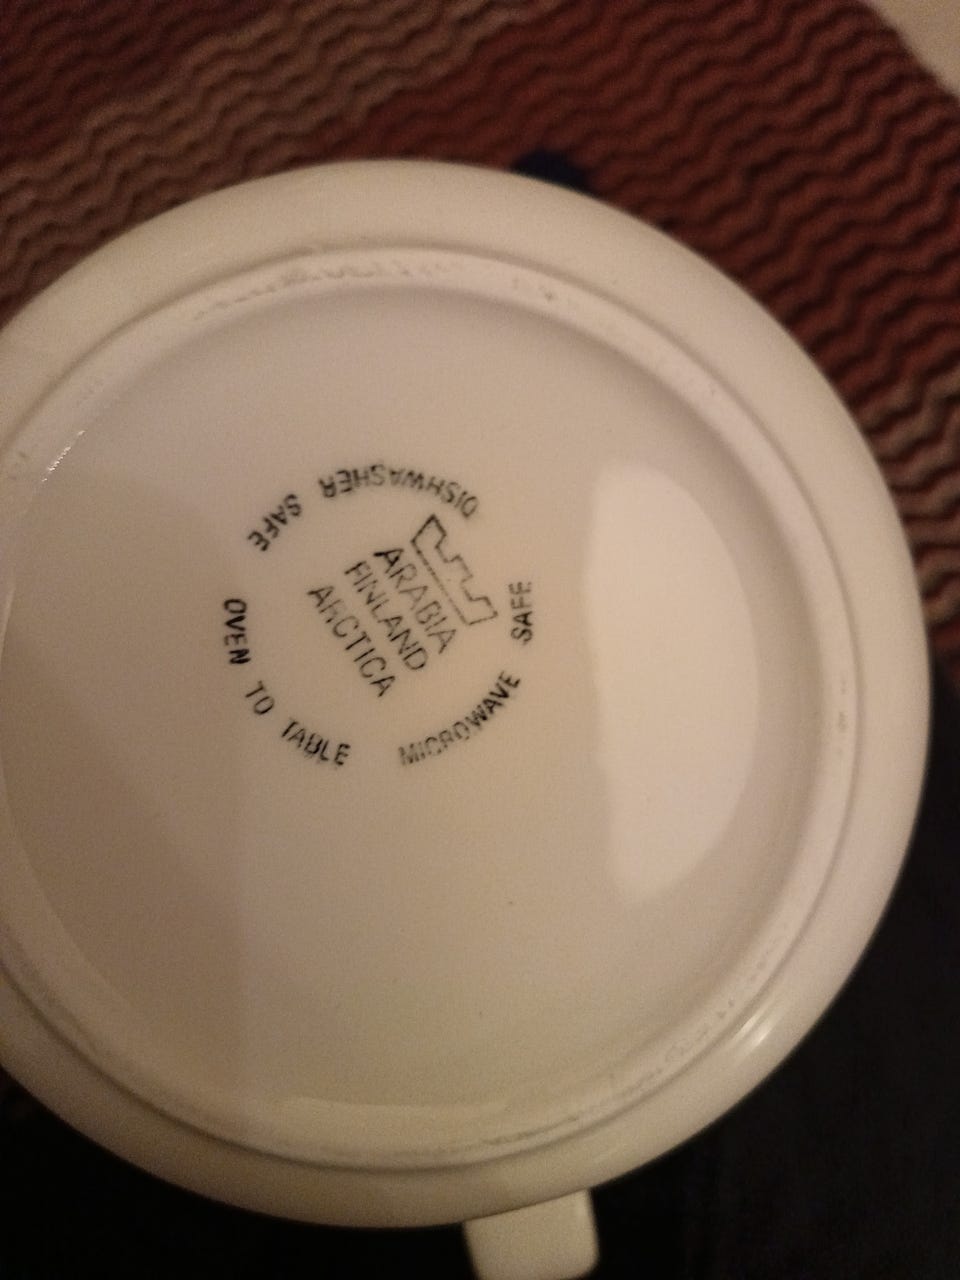 ARABIA
FINLAND
ARCTICA
DISHWASHER SAFE
OVEN TO TABLE
MICROWAVE SAFE